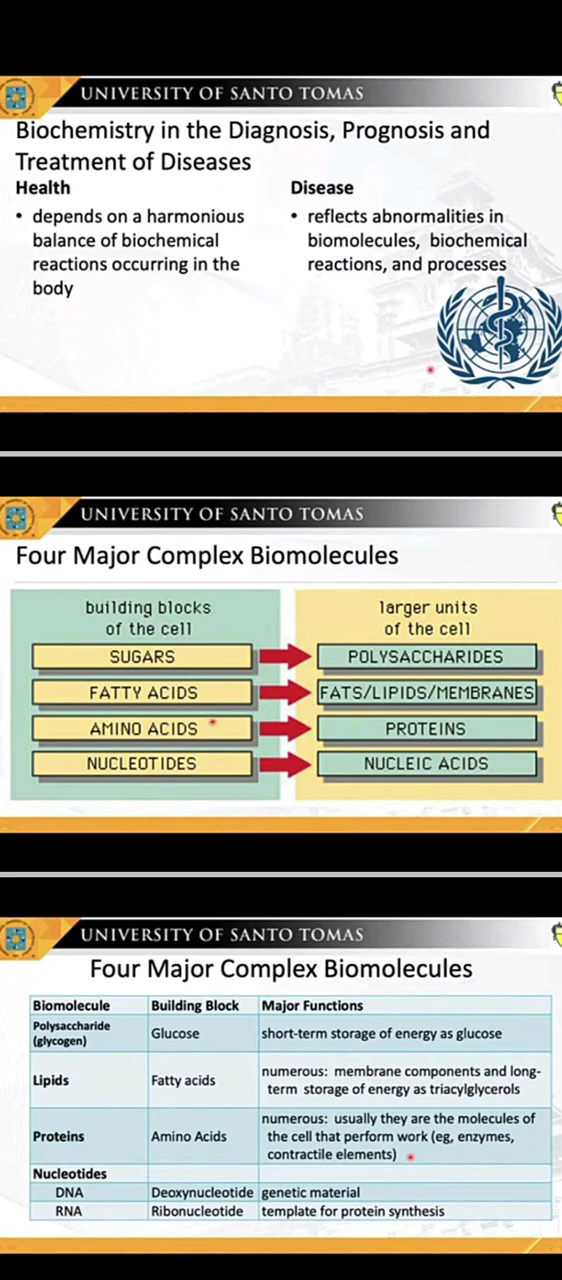 UNIVERSITY OF SANTO TOMAS
Biochemistry in the Diagnosis, Prognosis and
Treatment of Diseases
Health
• depends on a harmonious
balance of biochemical
reactions occurring in the
body
Disease
• reflects abnormalities in
biomolecules, biochemical
reactions, and processes
UNIVERSITY OF SANTO TOMAS
Four Major Complex Biomolecules
building blocks
of the cell
larger units
of the cell
SUGARS POLYSACCHARIDES
FATTY ACIDS FATS/LIPIDS/MEMBRANES
AMINO ACIDS PROTEINS
NUCLEOTIDES NUCLEIC ACIDS
UNIVERSITY OF SANTO TOMAS
Four Major Complex Biomolecules
Biomolecule Building Block Major Functions
Polysaccharide
(glycogen)
Glucose
short-term storage of energy as glucose
Lipids
Fatty acids
numerous: membrane components and long-
term storage of energy as triacylglycerols
Proteins
Amino Acids
numerous: usually they are the molecules of
the cell that perform work (eg, enzymes,
contractile elements)
Nucleotides
DNA Deoxynucleotide genetic material
RNA Ribonucleotide template for protein synthesis